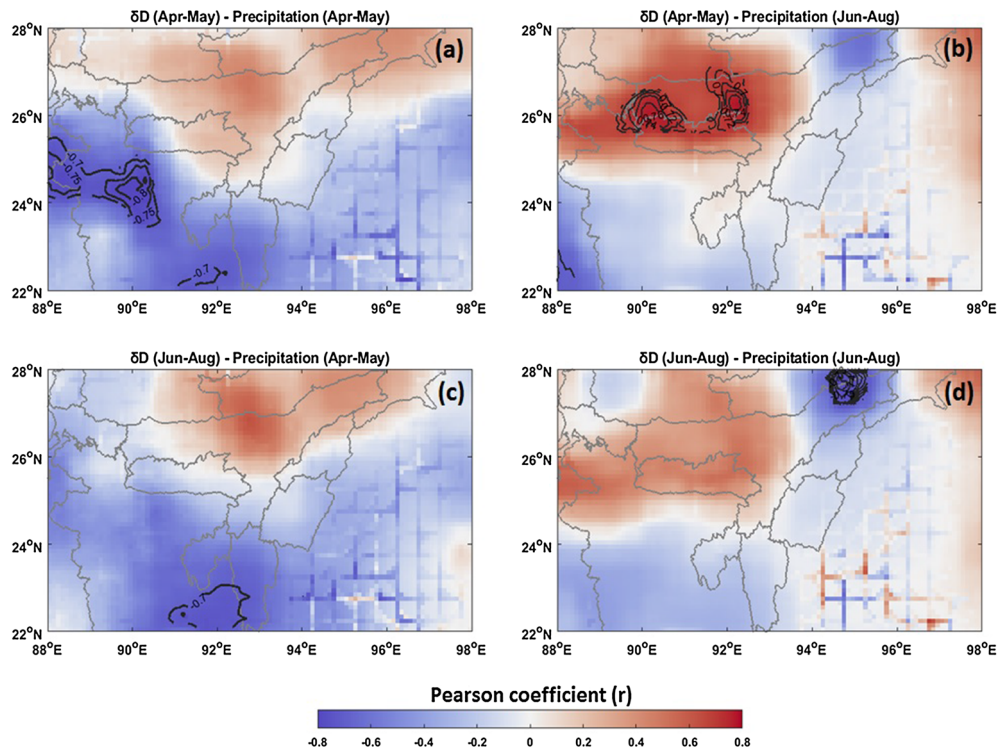 δD (Apr-May) - Precipitation (Apr-May)
δD (Apr-May) - Precipitation (Jun-Aug)
28°N
26°N
24°N
22°N
88°E 90°E 92°E 94°E 96°E 98°E
(a)
-0.7
-0.75
-0.8
-0.75
-0.7
28°N
26°N
24°N
22°N
88°E 90°E 92°E 94°E 96°E 98°E
(b)
δD (Jun-Aug) - Precipitation (Apr-May)
δD (Jun-Aug) - Precipitation (Jun-Aug)
28°N
26°N
24°N
22°N
88°E 90°E 92°E 94°E 96°E 98°E
(c)
-0.7
28°N
26°N
24°N
22°N
88°E 90°E 92°E 94°E 96°E 98°E
(d)
Pearson coefficient (r)
-0.8 -0.6 -0.4 -0.2 0 0.2 0.4 0.6 0.8